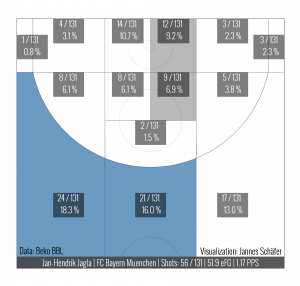 4 / 131
3.1 %
14 / 131
10.7 %
12 / 131
9.2 %
3 / 131
2.3 %
1 / 131
0.8 %
3 / 131
2.3 %
8 / 131
6.1 %
8 / 131
6.1 %
9 / 131
6.9 %
5 / 131
3.8 %
2 / 131
1.5 %
24 / 131
18.3 %
21 / 131
16.0 %
17 / 131
13.0 %
Data: Beko BBL
Visualization: Jannes Schäfer
Jan-Hendrik Jagla | FC Bayern Muenchen | Shots: 56 / 131 | 51.9 eFG | 1.17 PPS